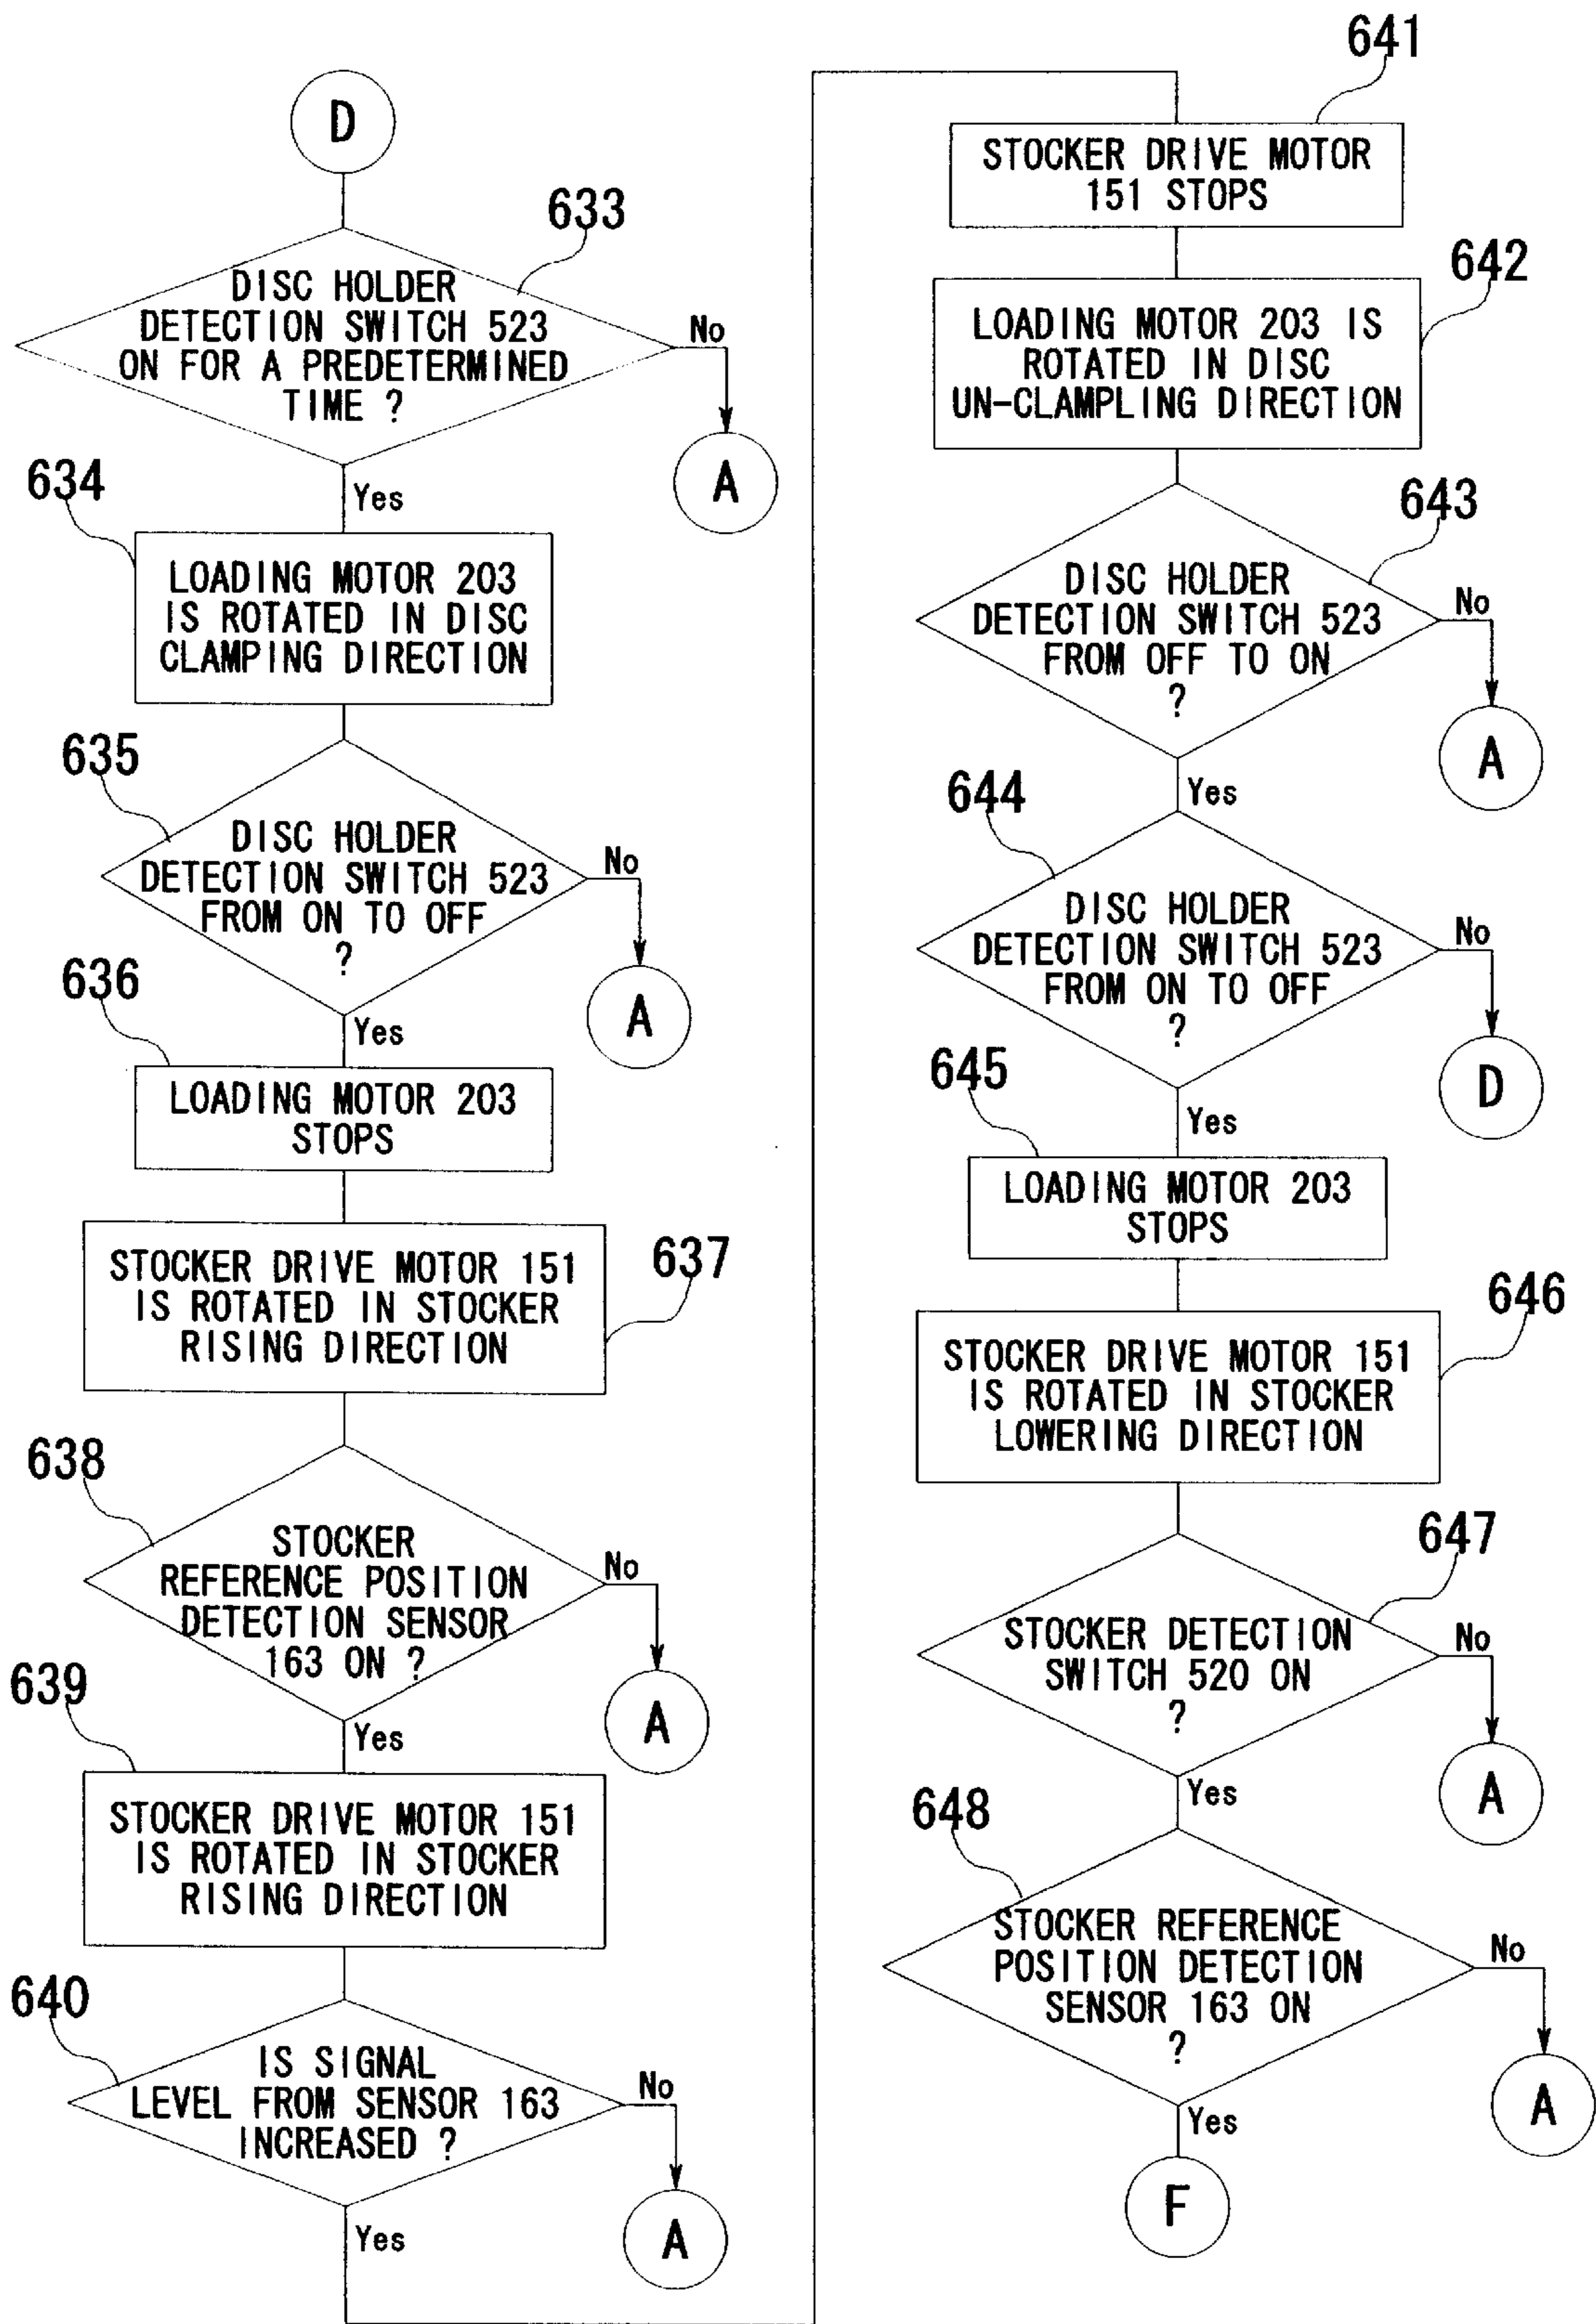 D
633
DISC HOLDER
DETECTION SWITCH 523
ON FOR A PREDETERMINED
TIME ?
No
A
Yes
634
LOADING MOTOR 203
IS ROTATED IN DISC
CLAMPING DIRECTION
635
DISC HOLDER
DETECTION SWITCH 523
FROM ON TO OFF
?
No
A
Yes
636
LOADING MOTOR 203
STOPS
637
STOCKER DRIVE MOTOR 151
IS ROTATED IN STOCKER
RISING DIRECTION
638
STOCKER
REFERENCE POSITION
DETECTION SENSOR
163 ON ?
No
A
Yes
639
STOCKER DRIVE MOTOR 151
IS ROTATED IN STOCKER
RISING DIRECTION
640
IS SIGNAL
LEVEL FROM SENSOR 163
INCREASED ?
No
A
Yes
641
STOCKER DRIVE MOTOR
151 STOPS
642
LOADING MOTOR 203 IS
ROTATED IN DISC
UN-CLAMPLING DIRECTION
643
DISC HOLDER
DETECTION SWITCH 523
FROM OFF TO ON
?
No
A
Yes
644
DISC HOLDER
DETECTION SWITCH 523
FROM ON TO OFF
?
No
D
Yes
645
LOADING MOTOR 203
STOPS
646
STOCKER DRIVE MOTOR 151
IS ROTATED IN STOCKER
LOWERING DIRECTION
647
STOCKER DETECTION
SWITCH 520 ON
?
No
A
Yes
648
STOCKER REFERENCE
POSITION DETECTION
SENSOR 163 ON
?
No
A
Yes
F